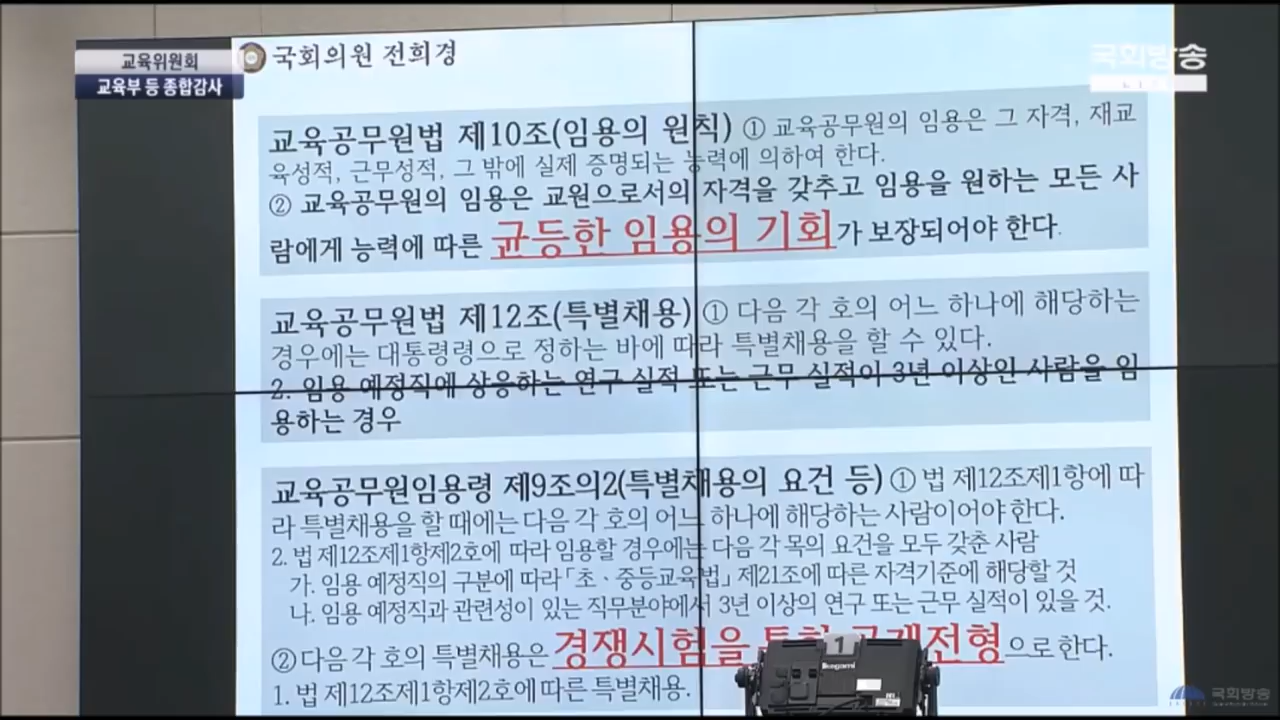 교육위원회
교육부 등 종합감사
국회의원 전희경
국회방송
LIVE
교육공무원법 제10조(임용의 원칙) ① 교육공무원의 임용은 그 자격, 재교
육성적, 근무성적, 그 밖에 실제 증명되는 능력에 의하여 한다.
② 교육공무원의 임용은 교원으로서의 자격을 갖추고 임용을 원하는 모든 사
람에게 능력에 따른 균등한 임용의 기회가 보장되어야 한다.
교육공무원법 제12조(특별채용) ① 다음 각 호의 어느 하나에 해당하는
경우에는 대통령령으로 정하는 바에 따라 특별채용을 할 수 있다.
2. 임용 예정직에 상응하는 연구 실적 또는 근무 실적이 3년 이상인 사람을 임
용하는 경우
교육공무원임용령 제9조의2(특별채용의 요건 등) ① 법 제12조제1항에 따
라 특별채용을 할 때에는 다음 각 호의 어느 하나에 해당하는 사람이어야 한다.
2. 법 제12조제1항제2호에 따라 임용할 경우에는 다음 각 목의 요건을 모두 갖춘 사람
가. 임용 예정직의 구분에 따라 「초ㆍ중등교육법」 제21조에 따른 자격기준에 해당할 것
나. 임용 예정직과 관련성이 있는 직무분야에서 3년 이상의 연구 또는 근무 실적이 있을 것.
② 다음 각 호의 특별채용은 경쟁시험을 통한 공개전형으로 한다.
1. 법 제12조제1항제2호에 따른 특별채용.
1
Ikegami
국회방송